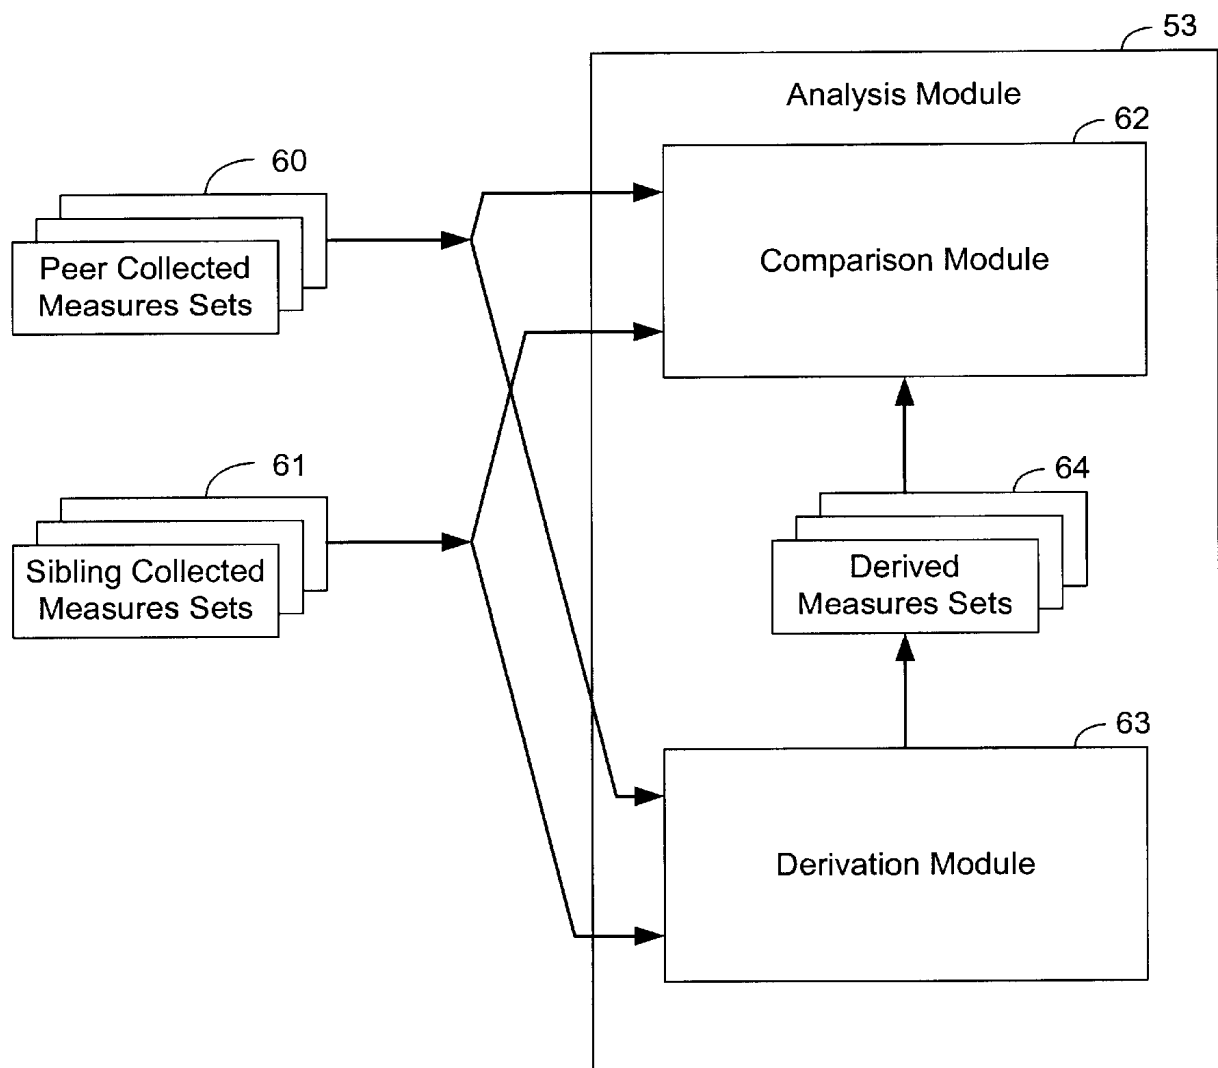 53
Analysis Module
62
60
Peer Collected
Measures Sets
Comparison Module
61
Sibling Collected
Measures Sets
64
Derived
Measures Sets
63
Derivation Module